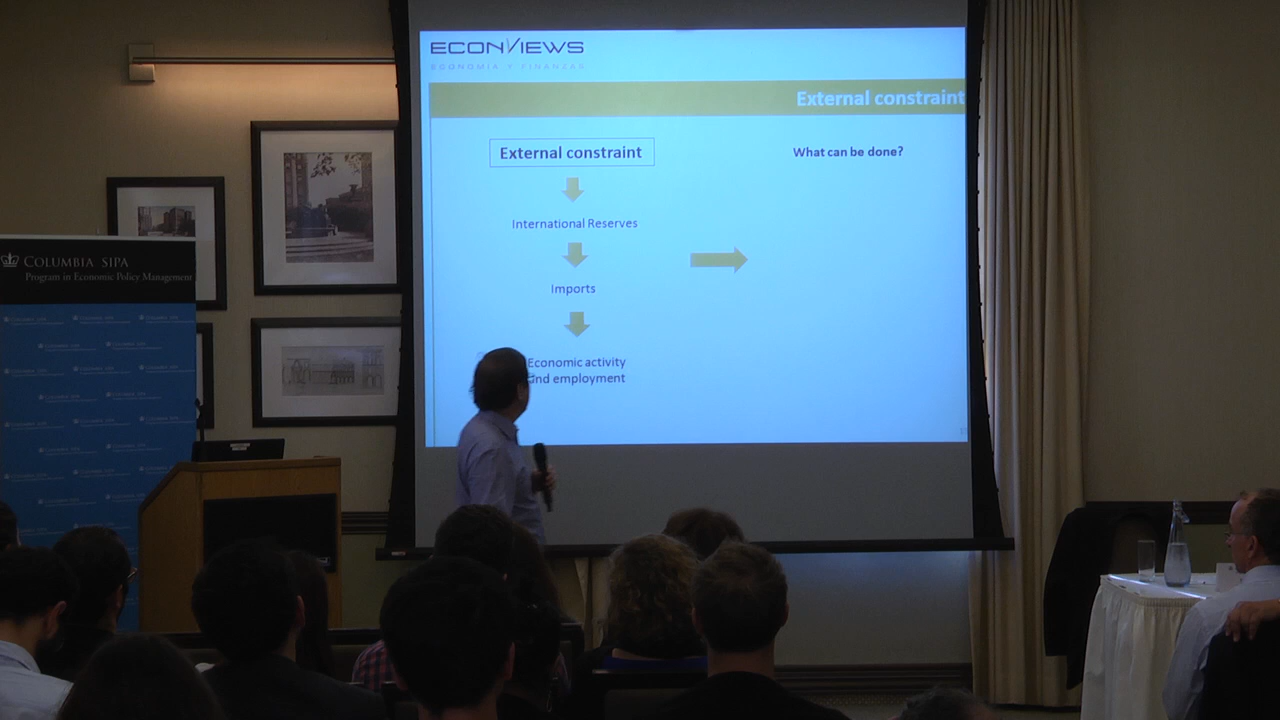 ECONVIEWS
ECONOMIA Y FINANZAS
External constraint
External constraint
What can be done?
International Reserves
Imports
Economic activity
and employment
COLUMBIA SIPA
Program in Economic Policy Management